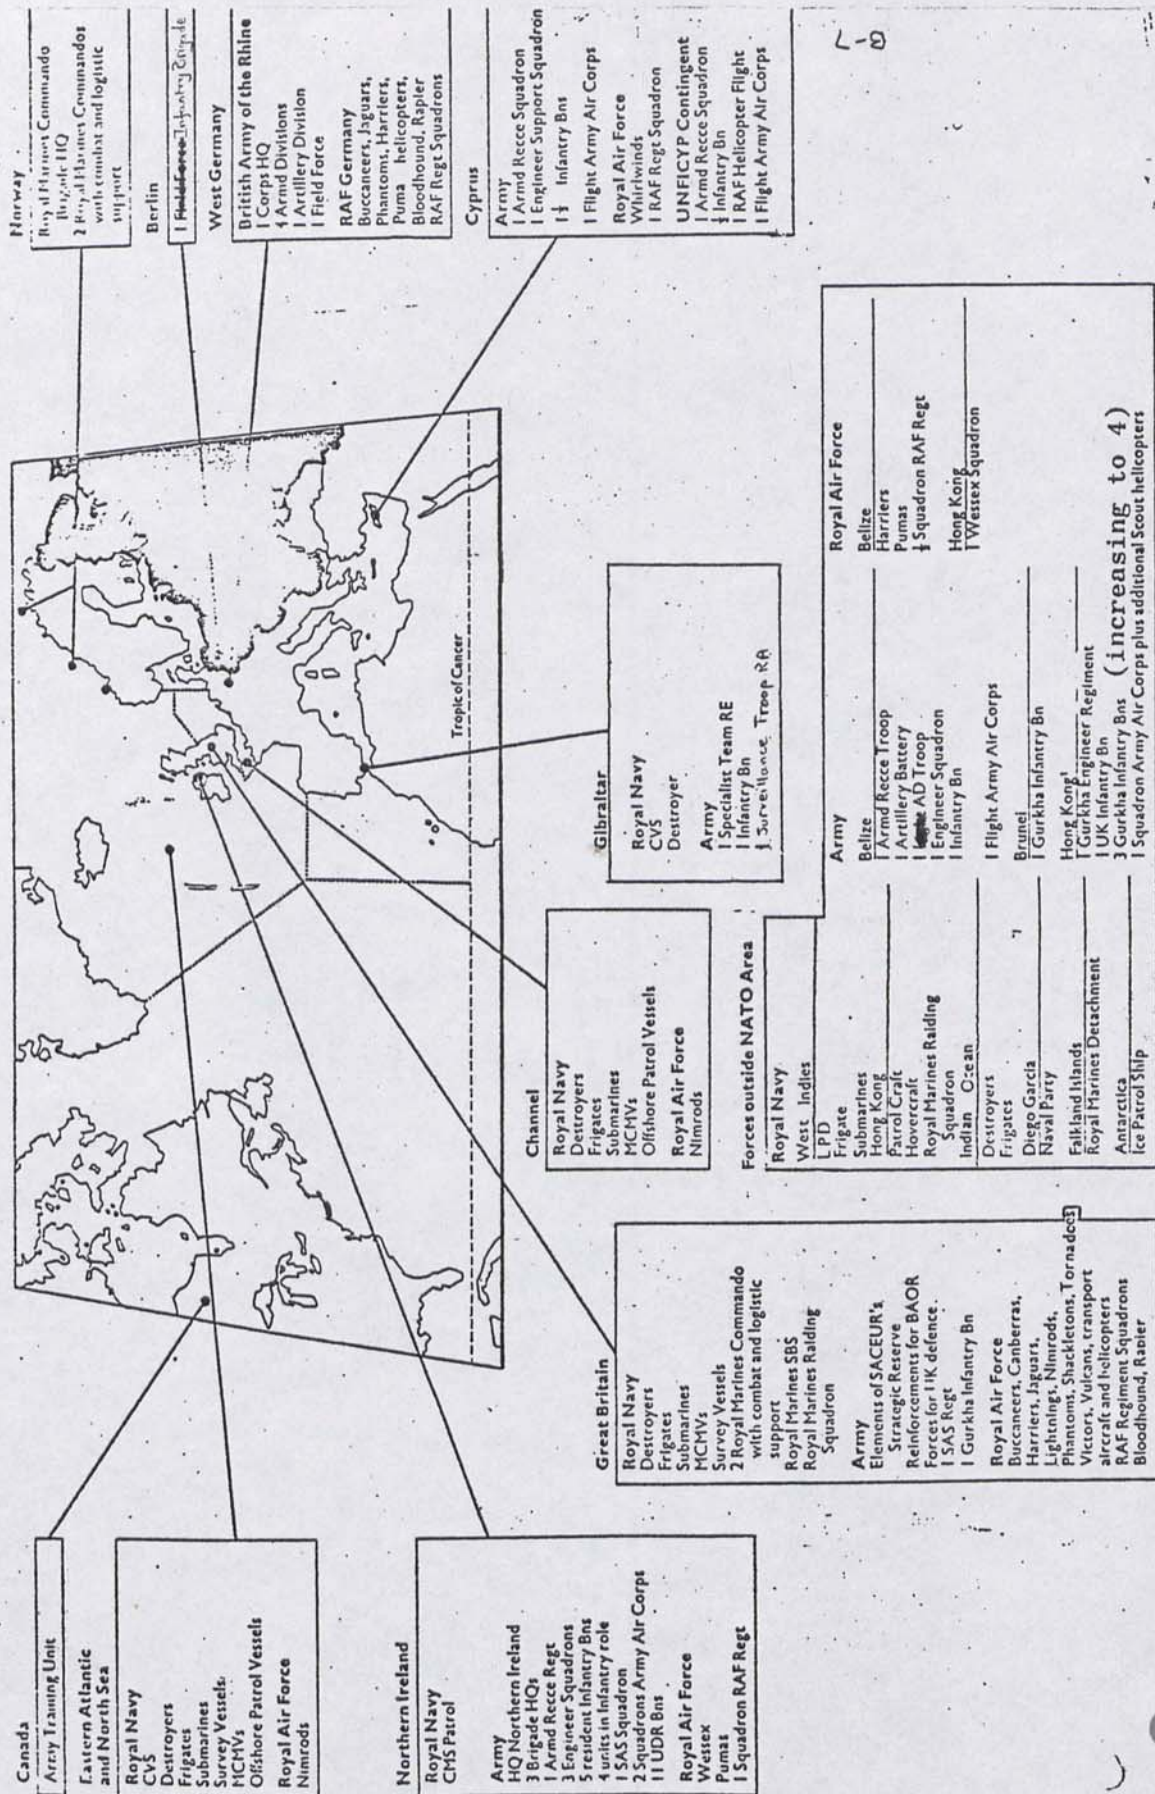 Canada
Army Training Unit
Eastern Atlantic
and North Sea
Royal Navy
CVS
Destroyers
Frigates
Submarines
Survey Vessels
MCMVs
Offshore Patrol Vessels
Royal Air Force
Nimrods
Northern Ireland
Royal Navy
CMS Patrol
Army
HQ Northern Ireland
3 Brigade HQs
1 Armd Recce Regt
3 Engineer Squadrons
5 resident Infantry Bns
4 units in Infantry role
1 SAS Squadron
2 Squadrons Army Air Corps
11 UDR Bns
Royal Air Force
Wessex
Pumas
1 Squadron RAF Regt
Great Britain
Royal Navy
Destroyers
Frigates
Submarines
MCMVs
Survey Vessels
2 Royal Marines Commando
with combat and logistic
support
Royal Marines SBS
Royal Marines Raiding
Squadron
Army
Elements of SACEUR's
Strategic Reserve
Reinforcements for BAOR
Forces for UK defence
1 SAS Regt
1 Gurkha Infantry Bn
Royal Air Force
Buccaneers, Canberras,
Harriers, Jaguars,
Lightnings, Nimrods,
Phantoms, Shackletons, Tornadoes
Victors, Vulcans, transport
aircraft and helicopters
RAF Regiment Squadrons
Bloodhound, Rapier
Tropic of Cancer
Channel
Royal Navy
Destroyers
Frigates
Submarines
MCMVs
Offshore Patrol Vessels
Royal Air Force
Nimrods
Gibraltar
Royal Navy
CVS
Destroyer
Army
1 Specialist Team RE
1 Infantry Bn
1 Surveillance Troop RA
Forces outside NATO Area
Royal Navy
West Indies
LPD
Frigate
Submarines
Hong Kong
Patrol Craft
Hovercraft
Royal Marines Raiding
Squadron
Indian Ocean
Destroyers
Frigates
Diego Garcia
Naval Party
Falkland Islands
Royal Marines Detachment
Antarctica
Ice Patrol Ship
Army
Belize
1 Armd Recce Troop
1 Artillery Battery
1 AD Troop
1 Engineer Squadron
1 Infantry Bn
1 Flight Army Air Corps
Brunei
1 Gurkha Infantry Bn
Hong Kong¹
1 Gurkha Engineer Regiment
1 UK Infantry Bn
3 Gurkha Infantry Bns (increasing to 4)
1 Squadron Army Air Corps plus additional Scout helicopters
Royal Air Force
Belize
Harriers
Pumas
½ Squadron RAF Regt
Hong Kong
1 Wessex Squadron
Norway
Royal Marines Commando
Brigade HQ
2 Royal Marines Commandos
with combat and logistic
support
Berlin
1 Field Force Infantry Brigade
West Germany
British Army of the Rhine
1 Corps HQ
4 Armd Divisions
1 Artillery Division
1 Field Force
RAF Germany
Buccaneers, Jaguars,
Phantoms, Harriers,
Puma helicopters,
Bloodhound, Rapier
RAF Regt Squadrons
Cyprus
Army
1 Armd Recce Squadron
1 Engineer Support Squadron
1½ Infantry Bns
1 Flight Army Air Corps
Royal Air Force
Whirlwinds
1 RAF Regt Squadron
UNFICYP Contingent
1 Armd Recce Squadron
½ Infantry Bn
1 RAF Helicopter Flight
1 Flight Army Air Corps
B-7